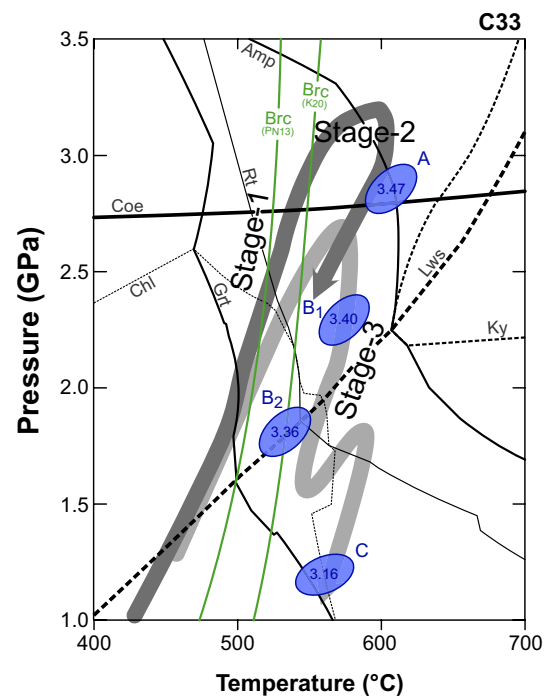 C33
3.5
3.0
2.5
2.0
1.5
1.0
Pressure (GPa)
Amp
Brc
(K20)
Brc
(PN13)
Stage-2
A
3.47
Rt
Coe
Stage-1
Lws
Chl
Grt
B1
3.40
Ky
Stage-3
B2
3.36
C
3.16
400
500
600
700
Temperature (°C)